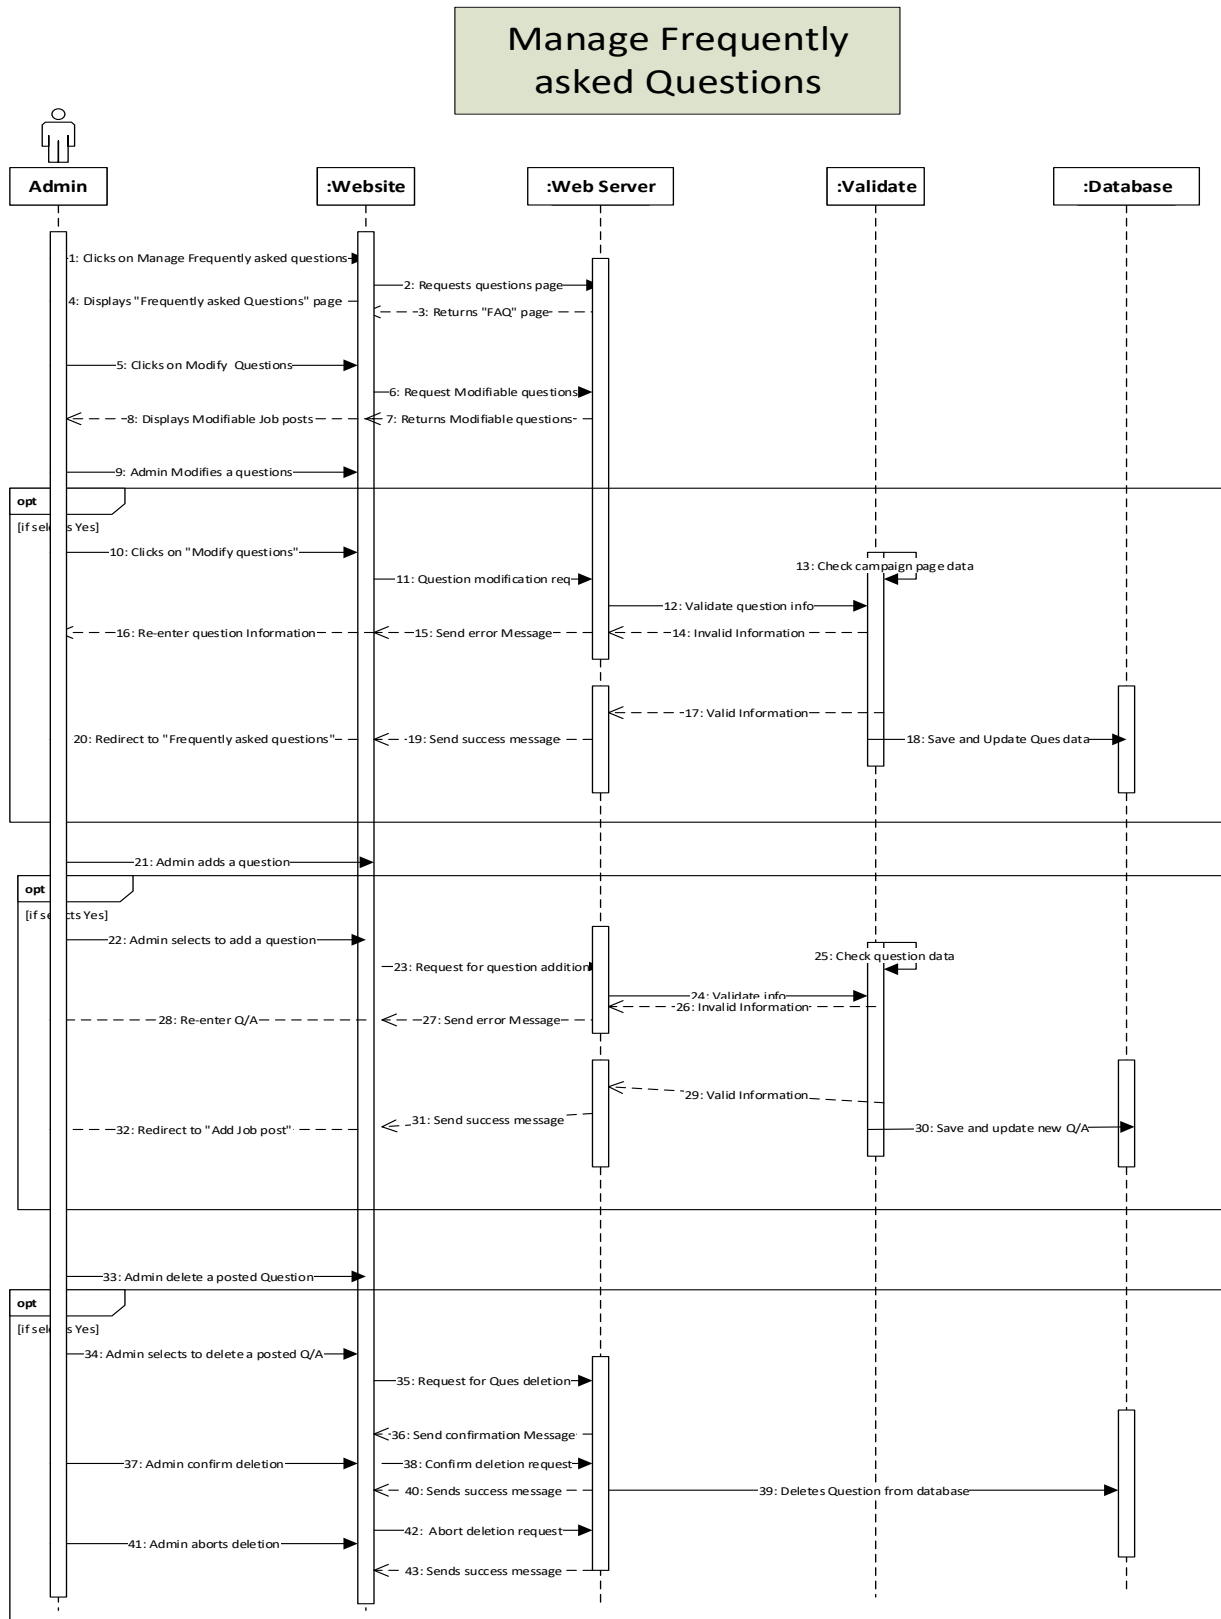 Manage Frequently
asked Questions
Admin
:Website
:Web Server
:Validate
:Database
1: Clicks on Manage Frequently asked questions
2: Requests questions page
4: Displays "Frequently asked Questions" page
3: Returns "FAQ" page
5: Clicks on Modify Questions
6: Request Modifiable questions
8: Displays Modifiable Job posts
7: Returns Modifiable questions
9: Admin Modifies a questions
opt
[if selects Yes]
10: Clicks on "Modify questions"
13: Check campaign page data
11: Question modification req
12: Validate question info
16: Re-enter question Information
15: Send error Message
14: Invalid Information
17: Valid Information
20: Redirect to "Frequently asked questions"
19: Send success message
18: Save and Update Ques data
21: Admin adds a question
opt
[if selects Yes]
22: Admin selects to add a question
25: Check question data
23: Request for question addition
24: Validate info
26: Invalid Information
28: Re-enter Q/A
27: Send error Message
29: Valid Information
31: Send success message
32: Redirect to "Add Job post"
30: Save and update new Q/A
33: Admin delete a posted Question
opt
[if selects Yes]
34: Admin selects to delete a posted Q/A
35: Request for Ques deletion
36: Send confirmation Message
37: Admin confirm deletion
38: Confirm deletion request
40: Sends success message
39: Deletes Question from database
42: Abort deletion request
41: Admin aborts deletion
43: Sends success message